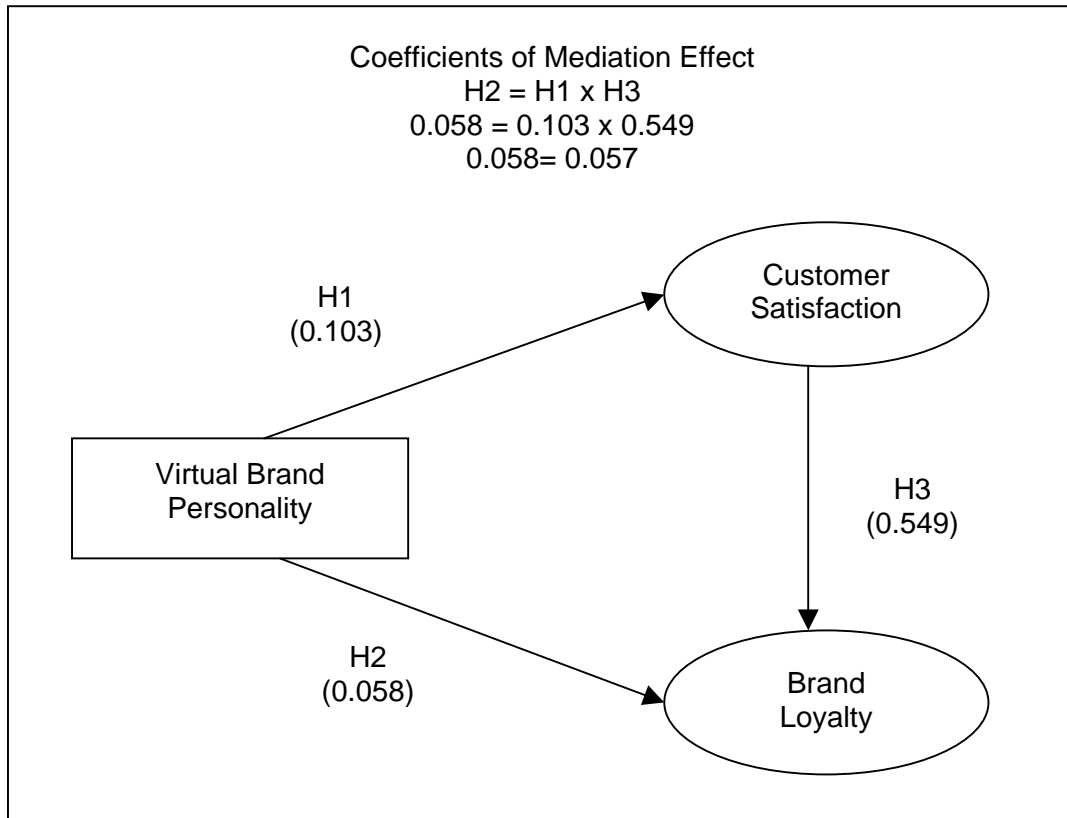 Coefficients of Mediation Effect
H2 = H1 x H3
0.058 = 0.103 x 0.549
0.058= 0.057
Customer
Satisfaction
H1
(0.103)
Virtual Brand
Personality
H3
(0.549)
H2
(0.058)
Brand
Loyalty